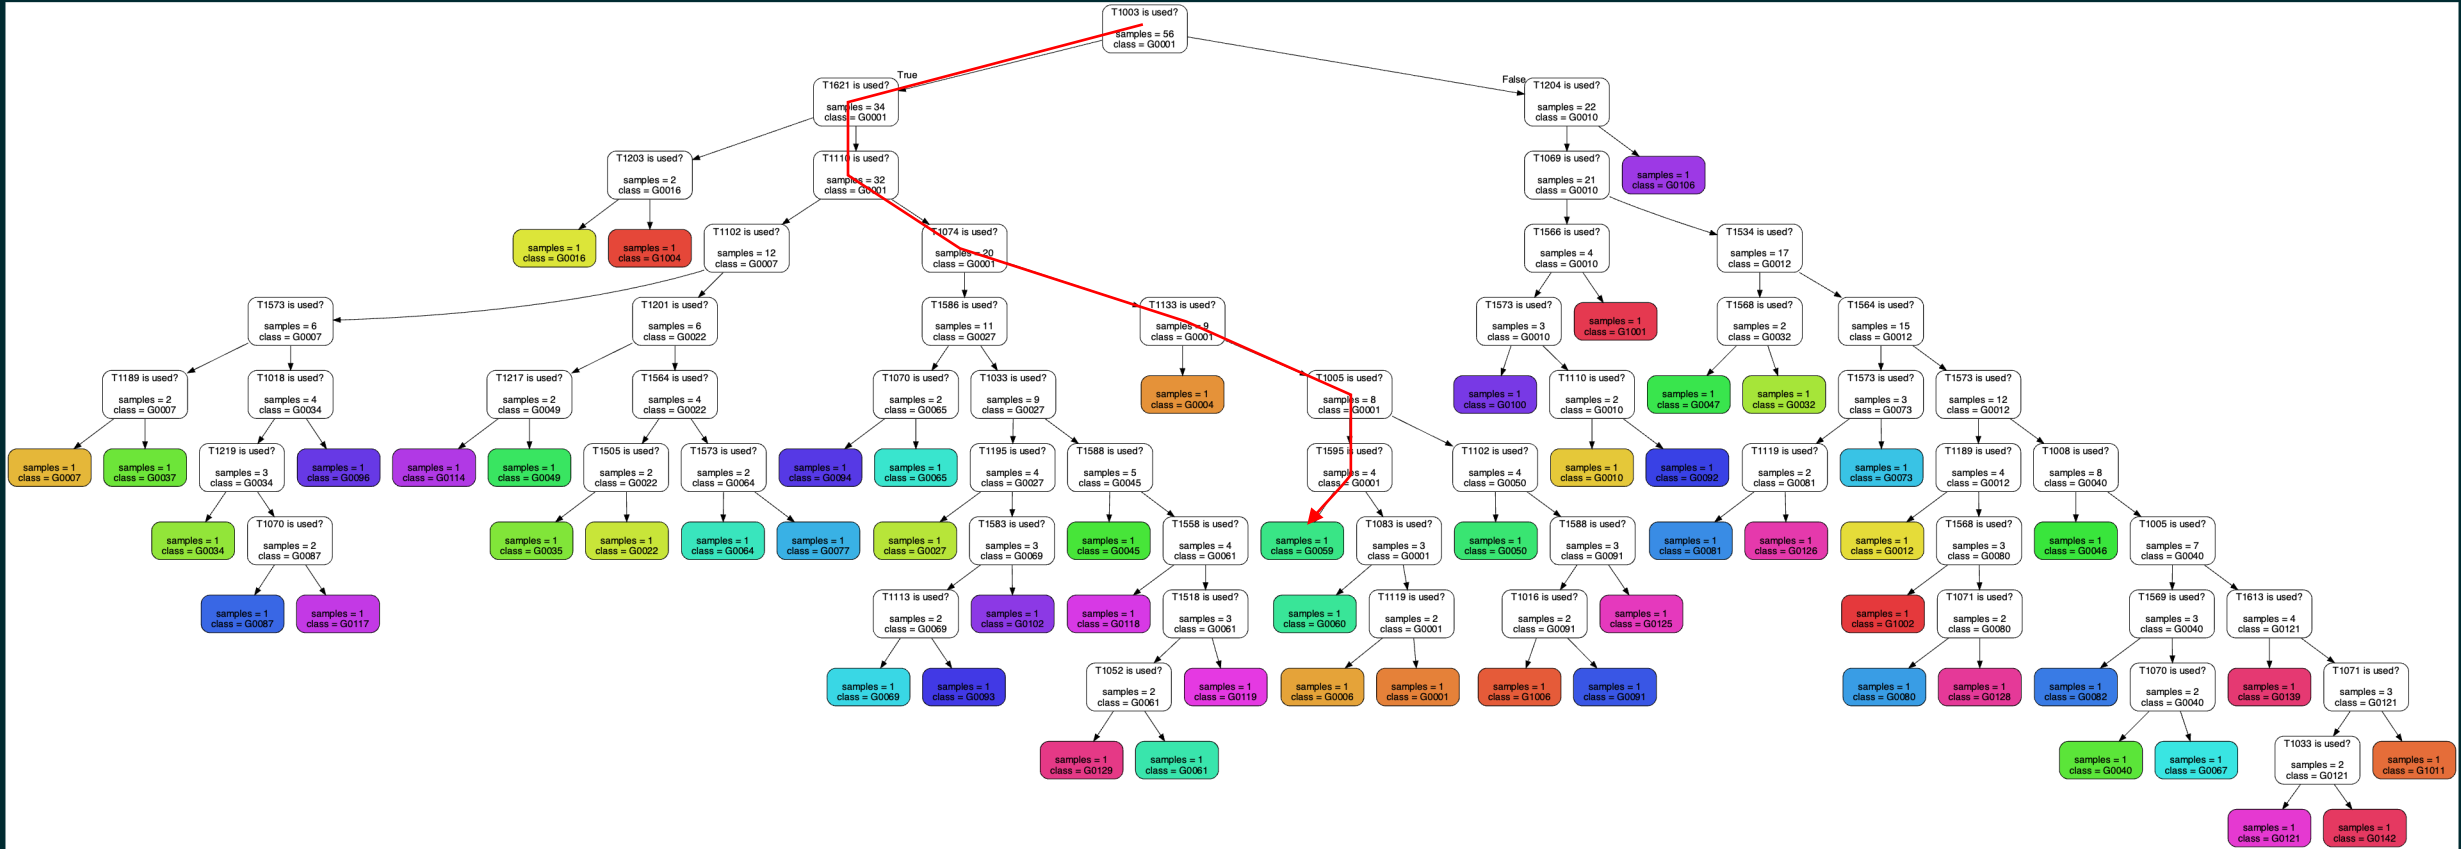 T1003 is used?
samples = 56
class = G0001
True
False
T1621 is used?
samples = 34
class = G0001
T1204 is used?
samples = 22
class = G0010
T1203 is used?
samples = 2
class = G0016
T1110 is used?
samples = 32
class = G0001
T1069 is used?
samples = 21
class = G0010
samples = 1
class = G0106
samples = 1
class = G0016
samples = 1
class = G1004
T1102 is used?
samples = 12
class = G0007
T1074 is used?
samples = 20
class = G0001
T1566 is used?
samples = 4
class = G0010
T1534 is used?
samples = 17
class = G0012
T1573 is used?
samples = 6
class = G0007
T1201 is used?
samples = 6
class = G0022
T1586 is used?
samples = 11
class = G0027
T1133 is used?
samples = 9
class = G0001
T1573 is used?
samples = 3
class = G0010
samples = 1
class = G1001
T1568 is used?
samples = 2
class = G0032
T1564 is used?
samples = 15
class = G0012
T1189 is used?
samples = 2
class = G0007
T1018 is used?
samples = 4
class = G0034
T1217 is used?
samples = 2
class = G0049
T1564 is used?
samples = 4
class = G0022
T1070 is used?
samples = 2
class = G0065
T1033 is used?
samples = 9
class = G0027
samples = 1
class = G0004
T1005 is used?
samples = 8
class = G0001
samples = 1
class = G0100
T1110 is used?
samples = 2
class = G0010
samples = 1
class = G0047
samples = 1
class = G0032
T1573 is used?
samples = 3
class = G0073
T1573 is used?
samples = 12
class = G0012
samples = 1
class = G0007
samples = 1
class = G0037
T1219 is used?
samples = 3
class = G0034
samples = 1
class = G0096
samples = 1
class = G0114
samples = 1
class = G0049
T1505 is used?
samples = 2
class = G0022
T1573 is used?
samples = 2
class = G0064
samples = 1
class = G0094
samples = 1
class = G0065
T1195 is used?
samples = 4
class = G0027
T1588 is used?
samples = 5
class = G0045
T1595 is used?
samples = 4
class = G0001
T1102 is used?
samples = 4
class = G0050
samples = 1
class = G0010
samples = 1
class = G0092
T1119 is used?
samples = 2
class = G0081
samples = 1
class = G0073
T1189 is used?
samples = 4
class = G0012
T1008 is used?
samples = 8
class = G0040
samples = 1
class = G0034
T1070 is used?
samples = 2
class = G0087
samples = 1
class = G0035
samples = 1
class = G0022
samples = 1
class = G0064
samples = 1
class = G0077
samples = 1
class = G0027
T1583 is used?
samples = 3
class = G0069
samples = 1
class = G0045
T1558 is used?
samples = 4
class = G0061
samples = 1
class = G0059
T1083 is used?
samples = 3
class = G0001
samples = 1
class = G0050
T1588 is used?
samples = 3
class = G0091
samples = 1
class = G0081
samples = 1
class = G0126
samples = 1
class = G0012
T1568 is used?
samples = 3
class = G0080
samples = 1
class = G0046
T1005 is used?
samples = 7
class = G0040
samples = 1
class = G0087
samples = 1
class = G0117
T1113 is used?
samples = 2
class = G0069
samples = 1
class = G0102
samples = 1
class = G0118
T1518 is used?
samples = 3
class = G0061
samples = 1
class = G0060
T1119 is used?
samples = 2
class = G0001
T1016 is used?
samples = 2
class = G0091
samples = 1
class = G0125
samples = 1
class = G1002
T1071 is used?
samples = 2
class = G0080
T1569 is used?
samples = 3
class = G0040
T1613 is used?
samples = 4
class = G0121
samples = 1
class = G0069
samples = 1
class = G0093
T1052 is used?
samples = 2
class = G0061
samples = 1
class = G0119
samples = 1
class = G0006
samples = 1
class = G0001
samples = 1
class = G1006
samples = 1
class = G0091
samples = 1
class = G0080
samples = 1
class = G0128
samples = 1
class = G0082
T1070 is used?
samples = 2
class = G0040
samples = 1
class = G0139
T1071 is used?
samples = 3
class = G0121
samples = 1
class = G0129
samples = 1
class = G0061
samples = 1
class = G0040
samples = 1
class = G0067
T1033 is used?
samples = 2
class = G0121
samples = 1
class = G1011
samples = 1
class = G0121
samples = 1
class = G0142